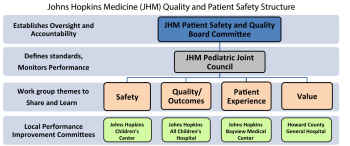 Johns Hopkins Medicine (JHM) Quality and Patient Safety Structure
Establishes Oversight and
Accountability
JHM Patient Safety and Quality
Board Committee
Defines standards,
Monitors Performance
JHM Pediatric Joint
Council
Work group themes to
Share and Learn
Safety
Quality/
Outcomes
Patient
Experience
Value
Local Performance
Improvement Committees
Johns Hopkins
Children's
Center
Johns Hopkins
All Children's
Hospital
Johns Hopkins
Bayview Medical
Center
Howard County
General Hospital